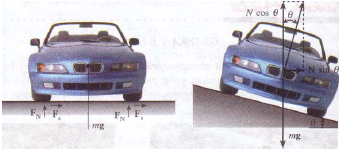 N cos θ
θ
N sin θ
F_N F_s F_N F_s
mg
θ
mg